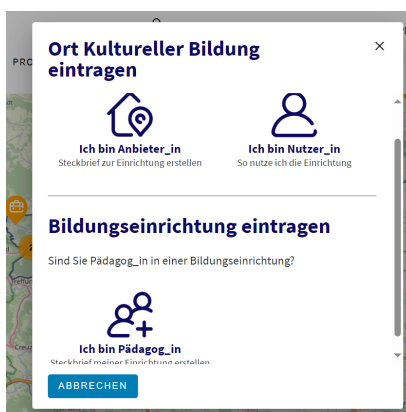 PRO
Ort Kultureller Bildung
eintragen
Ich bin Anbieter_in
Steckbrief zur Einrichtung erstellen
Ich bin Nutzer_in
So nutze ich die Einrichtung
Bildungseinrichtung eintragen
Sind Sie Pädagog_in in einer Bildungseinrichtung?
Ich bin Pädagog_in
Steckbrief meiner Einrichtung erstellen
ABBRECHEN